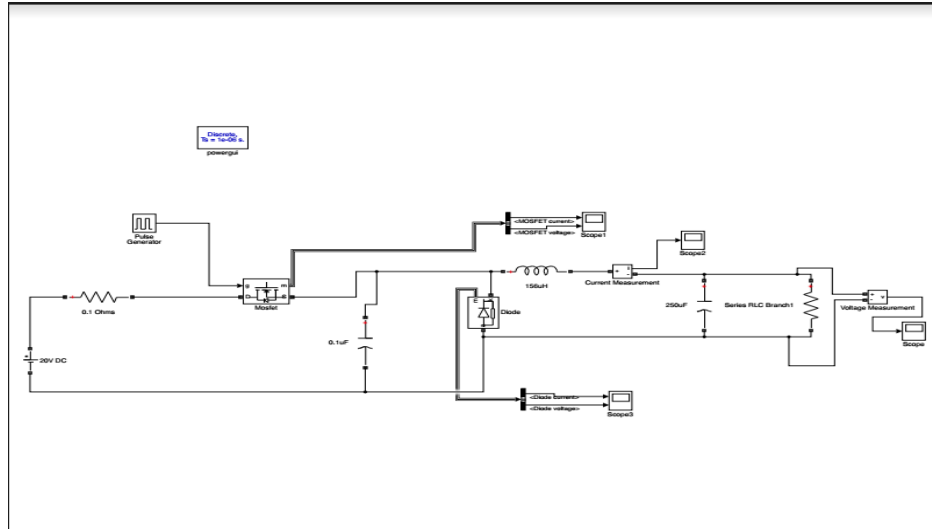 Discrete,
Ts = 1e-06 s.
powergui
Pulse
Generator
g
m
D
S
Mosfet
<MOSFET current>
<MOSFET voltage>
Scope1
Scope2
0.1 Ohms
156uH
+
i
-
Current Measurement
Diode
250uF
Series RLC Branch1
+
-
v
Voltage Measurement
Scope
0.1uF
+
20V DC
<Diode current>
<Diode voltage>
Scope3